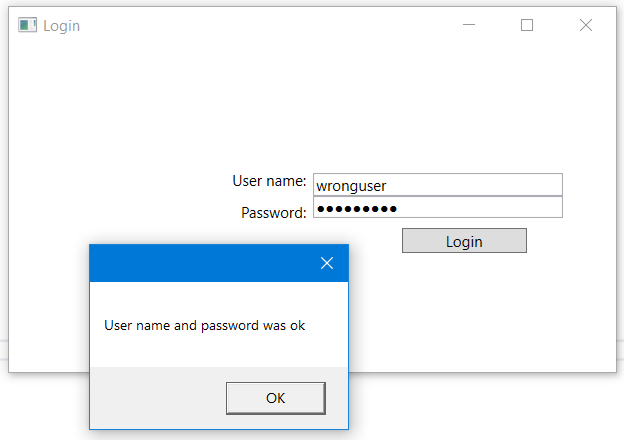 Login
User name:
wronguser
Password:
●●●●●●●●●
Login
User name and password was ok
OK